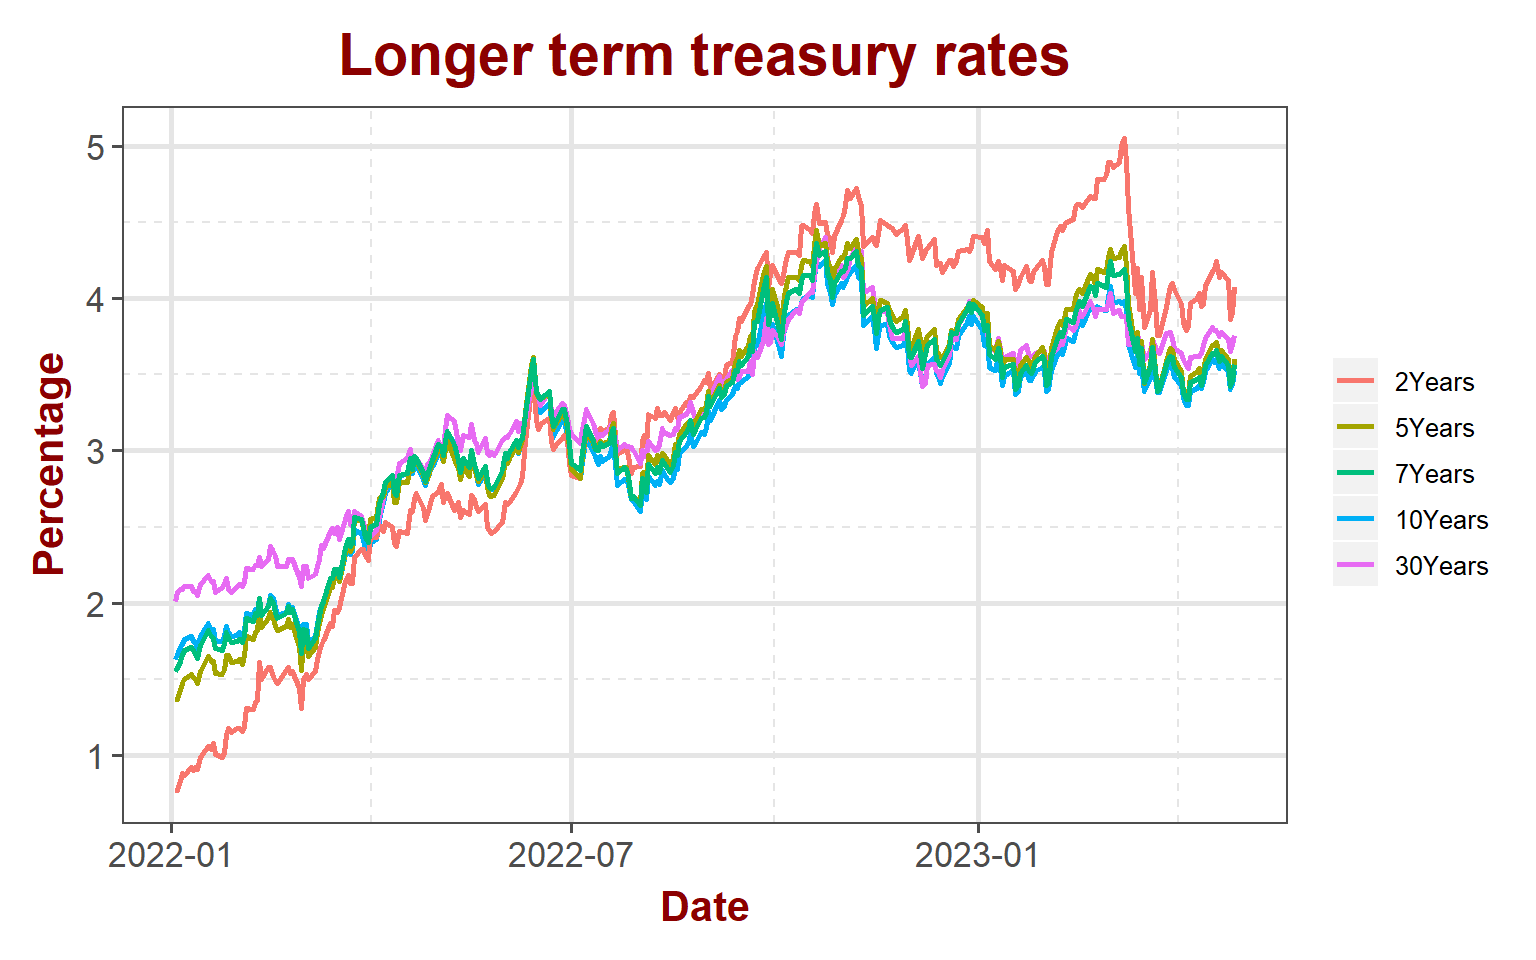 Longer term treasury rates
Percentage
5
4
3
2
1
2022-01
2022-07
2023-01
Date
2Years
5Years
7Years
10Years
30Years